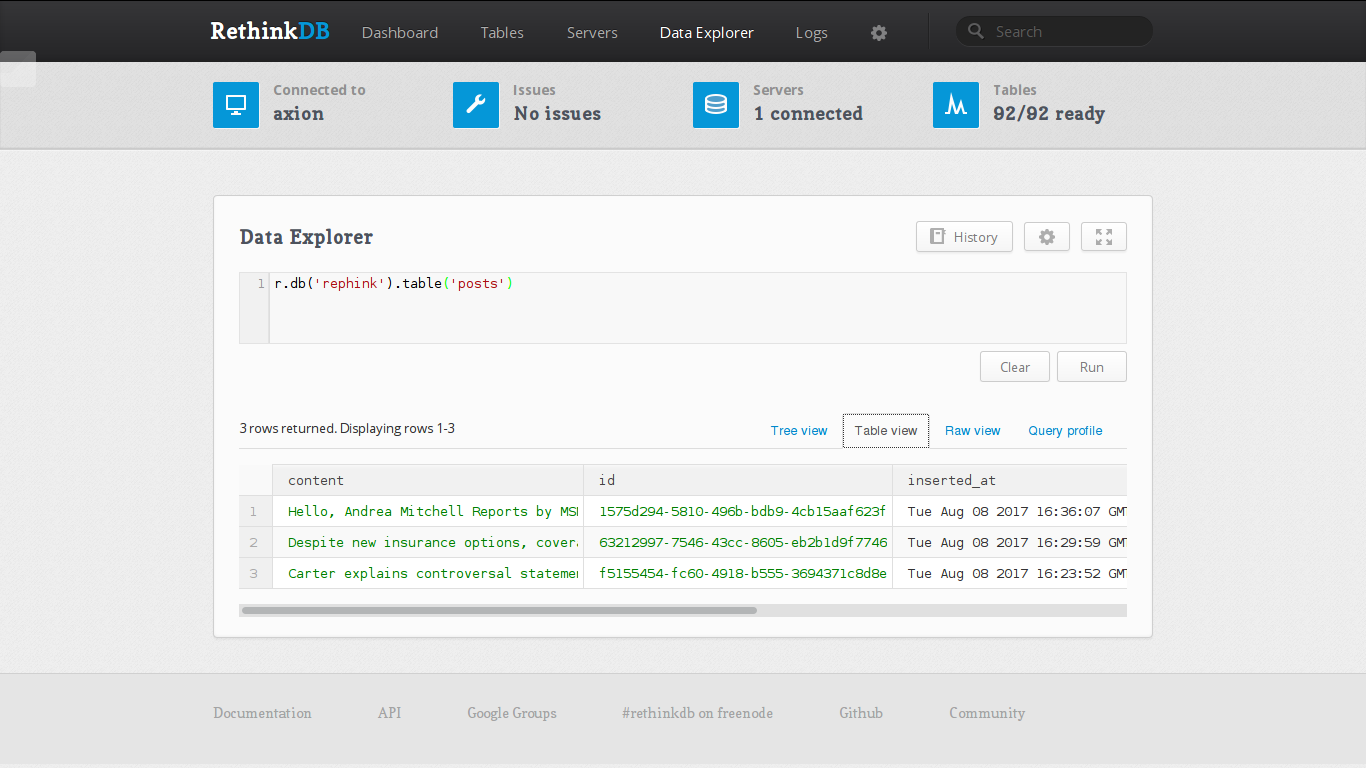 RethinkDB Dashboard Tables Servers Data Explorer Logs Search
Connected to
axion
Issues
No issues
Servers
1 connected
Tables
92/92 ready
Data Explorer
History
1 r.db('rephink').table('posts')
Clear Run
3 rows returned. Displaying rows 1-3
Tree view Table view Raw view Query profile
content id inserted_at
1 Hello, Andrea Mitchell Reports by MS 1575d294-5810-496b-bdb9-4cb15aaf623f Tue Aug 08 2017 16:36:07 GMT
2 Despite new insurance options, cover 63212997-7546-43cc-8605-eb2b1d9f7746 Tue Aug 08 2017 16:29:59 GMT
3 Carter explains controversal stateme f5155454-fc60-4918-b555-3694371c8d8e Tue Aug 08 2017 16:23:52 GMT
Documentation API Google Groups #rethinkdb on freenode Github Community